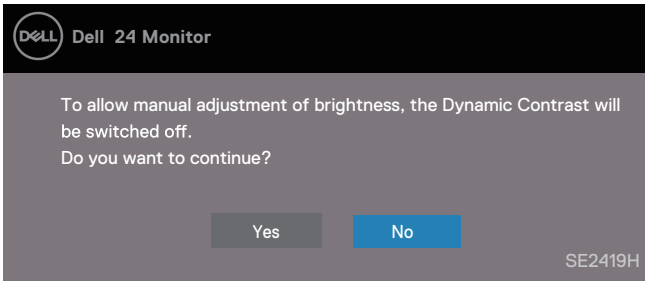 DELL Dell 24 Monitor
To allow manual adjustment of brightness, the Dynamic Contrast will
be switched off.
Do you want to continue?
Yes No
SE2419H